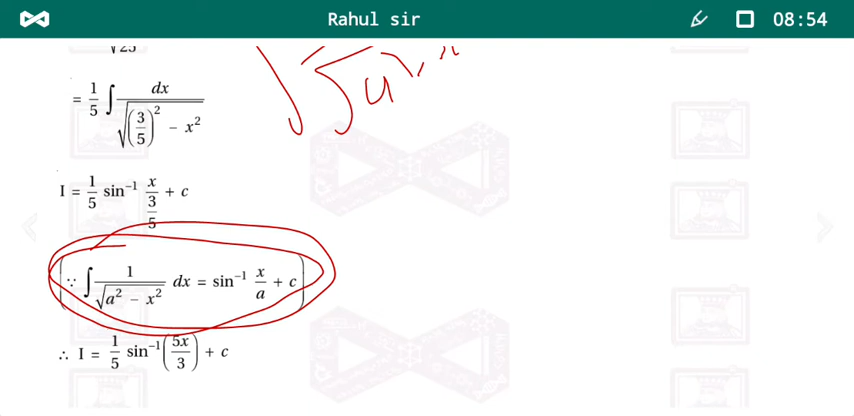 Rahul sir
08:54
√25
= 1/5 ∫ dx / √((3/5)² − x²)
I = 1/5 sin⁻¹ x/(3/5) + c
[∵ ∫ 1/√(a² − x²) dx = sin⁻¹ x/a + c]
∴ I = 1/5 sin⁻¹(5x/3) + c